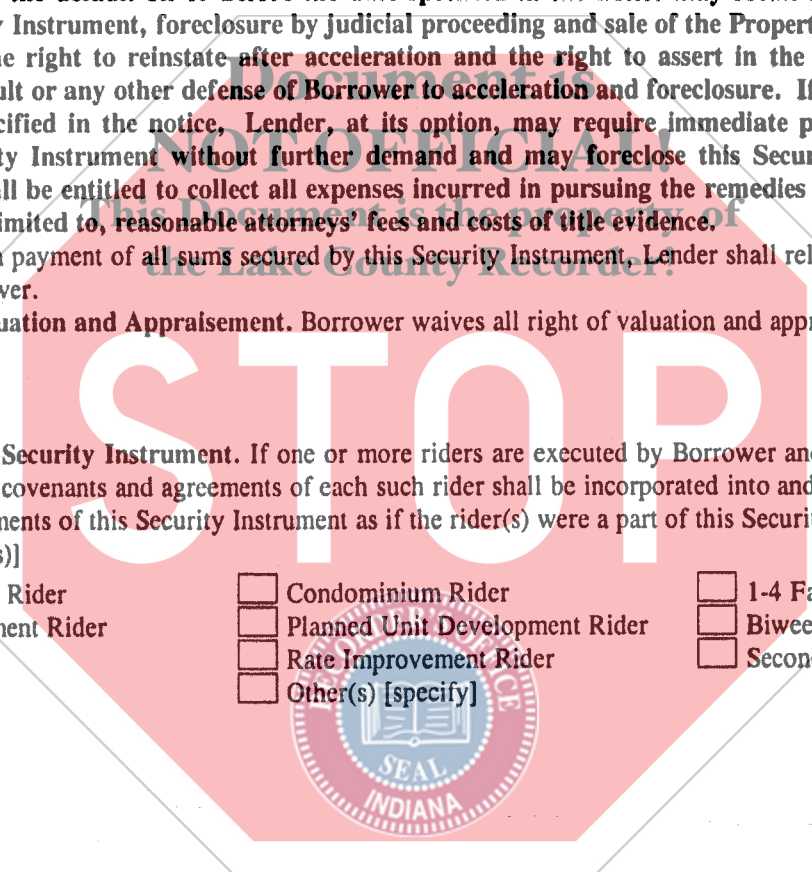 y Instrument, foreclosure by judicial proceeding and sale of the Propert
e right to reinstate after acceleration and the right to assert in the
Document is
ult or any other defense of Borrower to acceleration and foreclosure. If
cified in the notice, Lender, at its option, may require immediate p
NOT OFFICIAL!
ty Instrument without further demand and may foreclose this Secur
ll be entitled to collect all expenses incurred in pursuing the remedies
This Document is the property of
imited to, reasonable attorneys' fees and costs of title evidence.
n payment of all sums secured by this Security Instrument, Lender shall rel
the Lake County Recorder!
wer.
uation and Appraisement. Borrower waives all right of valuation and appr
STOP
Security Instrument. If one or more riders are executed by Borrower and
covenants and agreements of each such rider shall be incorporated into and
nents of this Security Instrument as if the rider(s) were a part of this Securit
s)]
Rider
Condominium Rider
1-4 Fa
ment Rider
Planned Unit Development Rider
Biwee
Rate Improvement Rider
Secon
Other(s) [specify]
RECORDER'S OFFICE
SEAL
INDIANA